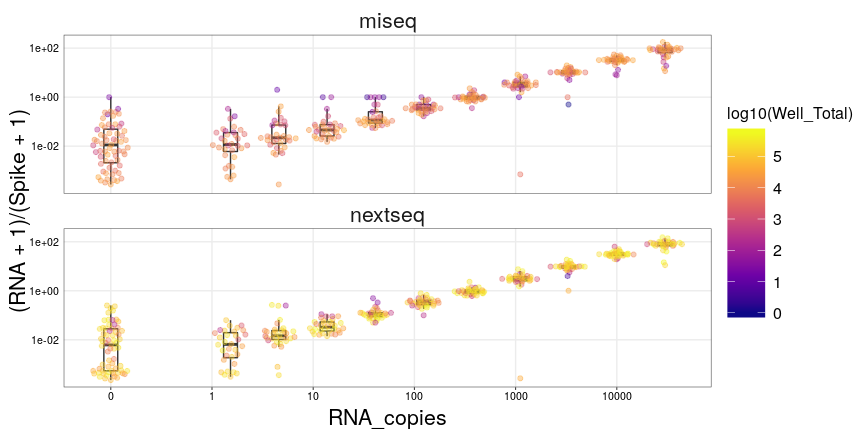 miseq
1e+02
1e+00
1e-02
nextseq
1e+02
1e+00
1e-02
0
1
10
100
1000
10000
RNA_copies
(RNA + 1)/(Spike + 1)
log10(Well_Total)
5
4
3
2
1
0